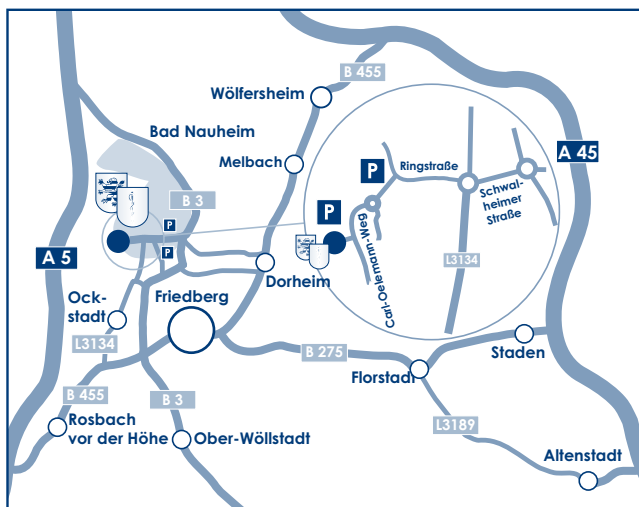 B 455
Wölfersheim
Bad Nauheim
A 45
Melbach
P
Ringstraße
Schwal-
heimer
Straße
B 3
P
P
P
Carl-Oelemann-Weg
A 5
L3134
Dorheim
Ock-
stadt
Friedberg
L3134
B 275
Staden
Florstadt
B 455
B 3
Rosbach
vor der Höhe
Ober-Wöllstadt
L3189
Altenstadt